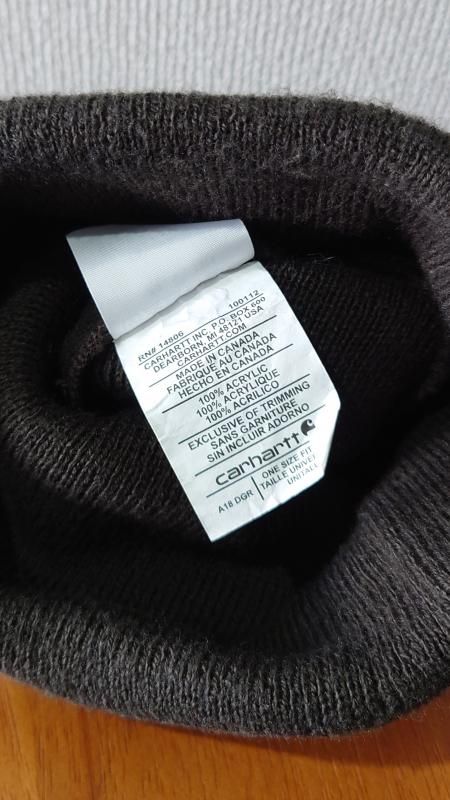 RN# 14806 100112
CARHARTT INC. P.O. BOX 600
DEARBORN, MI 48121 USA
CARHARTT.COM
MADE IN CANADA
FABRIQUE AU CANADA
HECHO EN CANADA
100% ACRYLIC
100% ACRYLIQUE
100% ACRILICO
EXCLUSIVE OF TRIMMING
SANS GARNITURE
SIN INCLUIR ADORNO
carhartt
A18 DGR
ONE SIZE FIT
TAILLE